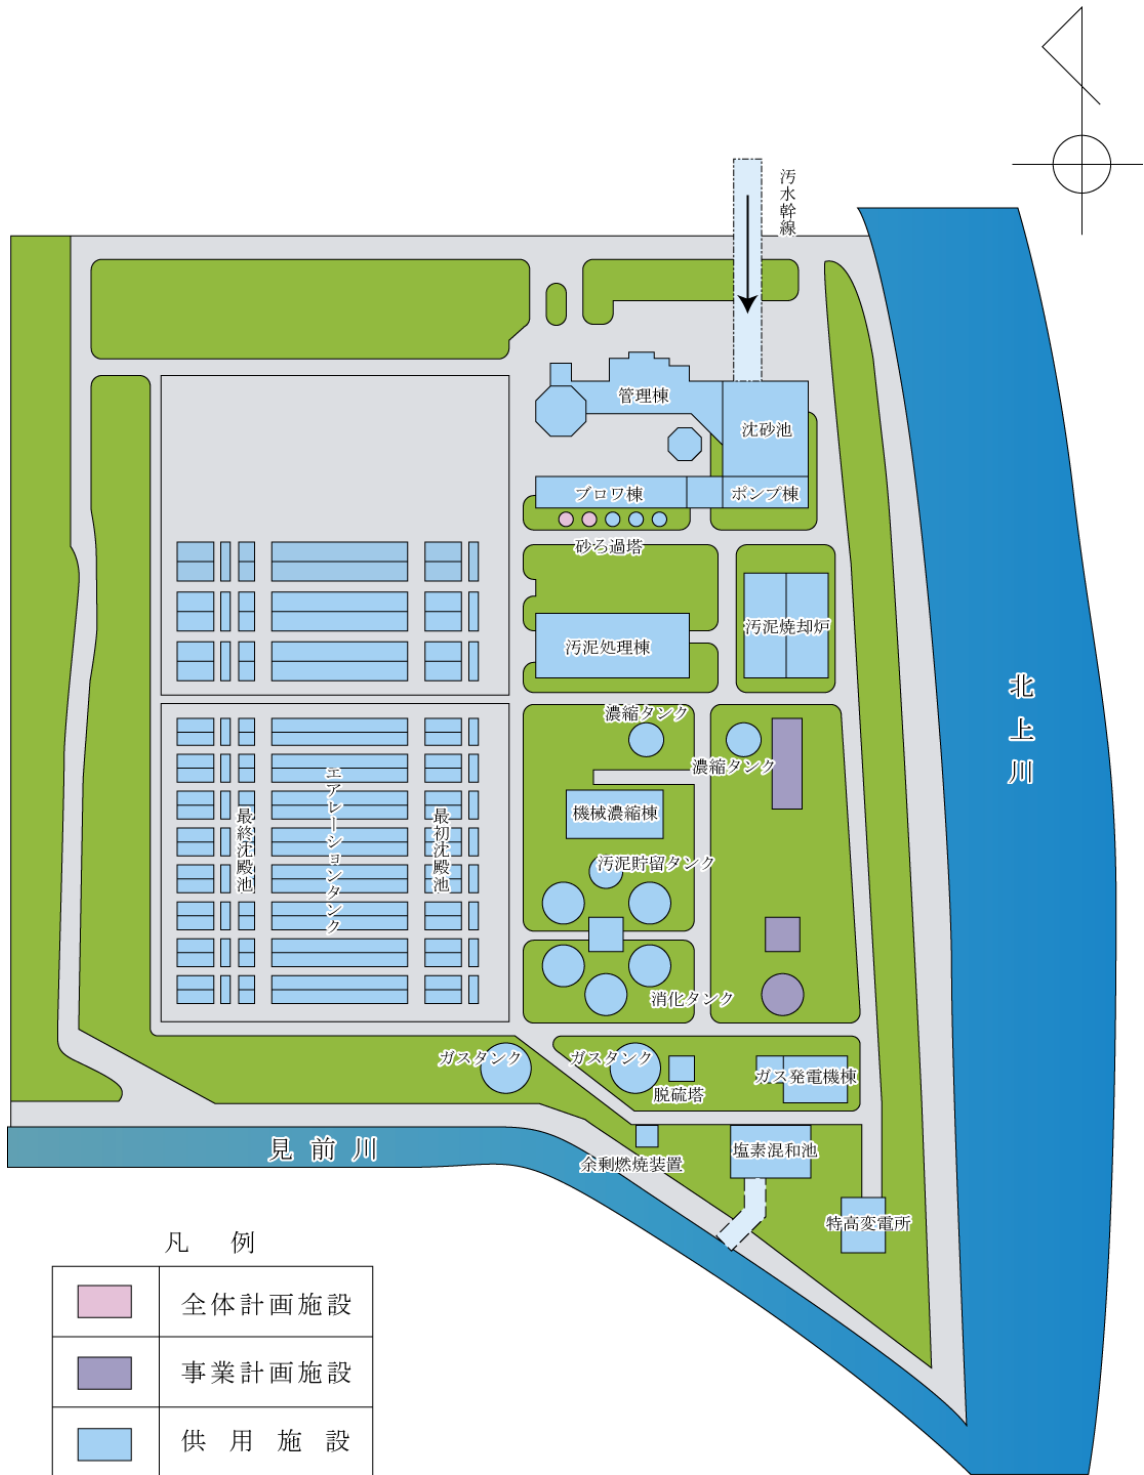 汚水幹線
管理棟
沈砂池
ブロワ棟
ポンプ棟
砂ろ過塔
汚泥処理棟
汚泥焼却炉
濃縮タンク
濃縮タンク
機械濃縮棟
汚泥貯留タンク
最終沈殿池
エアレーションタンク
最初沈殿池
消化タンク
北上川
ガスタンク
ガスタンク
脱硫塔
ガス発電機棟
見前川
余剰燃焼装置
塩素混和池
特高変電所
凡 例
全体計画施設
事業計画施設
供用施設